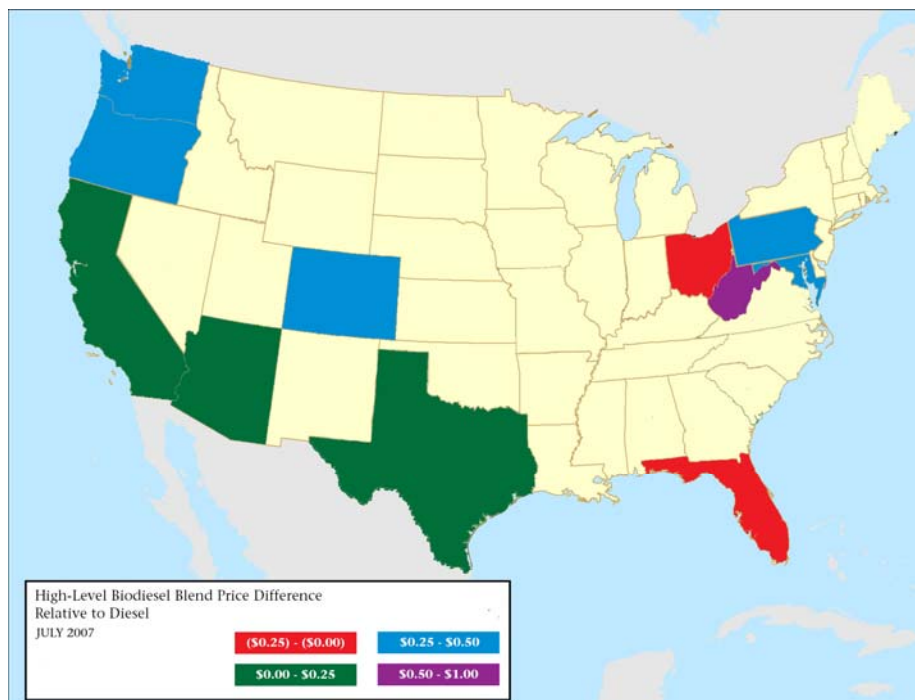 High-Level Biodiesel Blend Price Difference
Relative to Diesel
JULY 2007
($0.25) - ($0.00)
$0.25 - $0.50
$0.00 - $0.25
$0.50 - $1.00